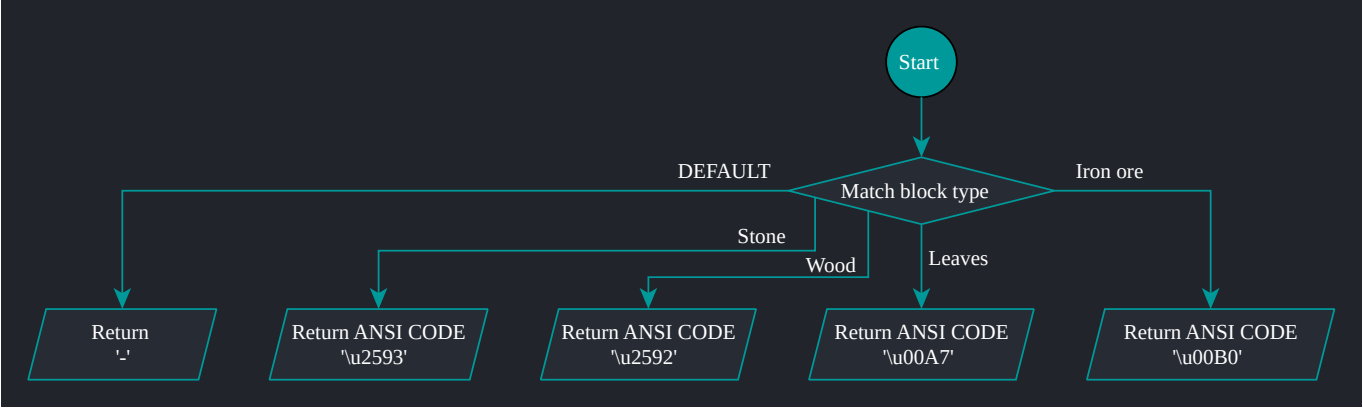 Start
DEFAULT
Match block type
Iron ore
Stone
Wood
Leaves
Return
'-'
Return ANSI CODE
'\u2593'
Return ANSI CODE
'\u2592'
Return ANSI CODE
'\u00A7'
Return ANSI CODE
'\u00B0'